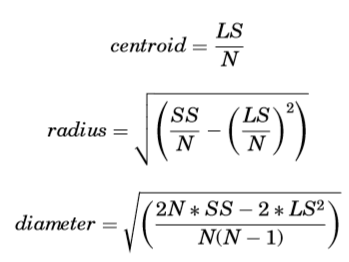 centroid = LS/N
radius = √((SS/N − (LS/N)²))
diameter = √((2N * SS − 2 * LS²)/(N(N − 1)))